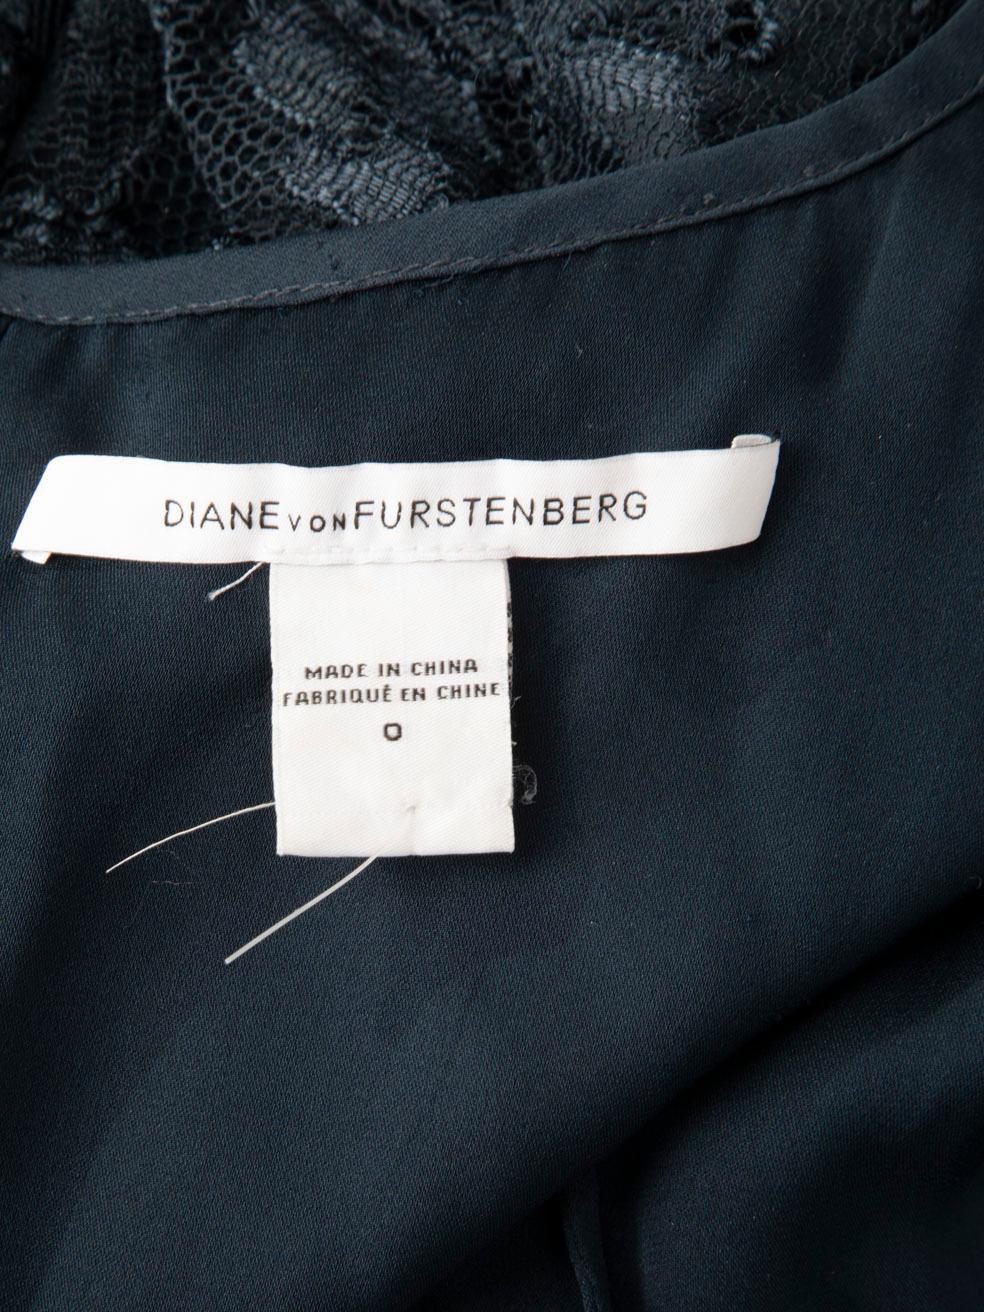 DIANE VON FURSTENBERG
MADE IN CHINA
FABRIQUÉ EN CHINE
0